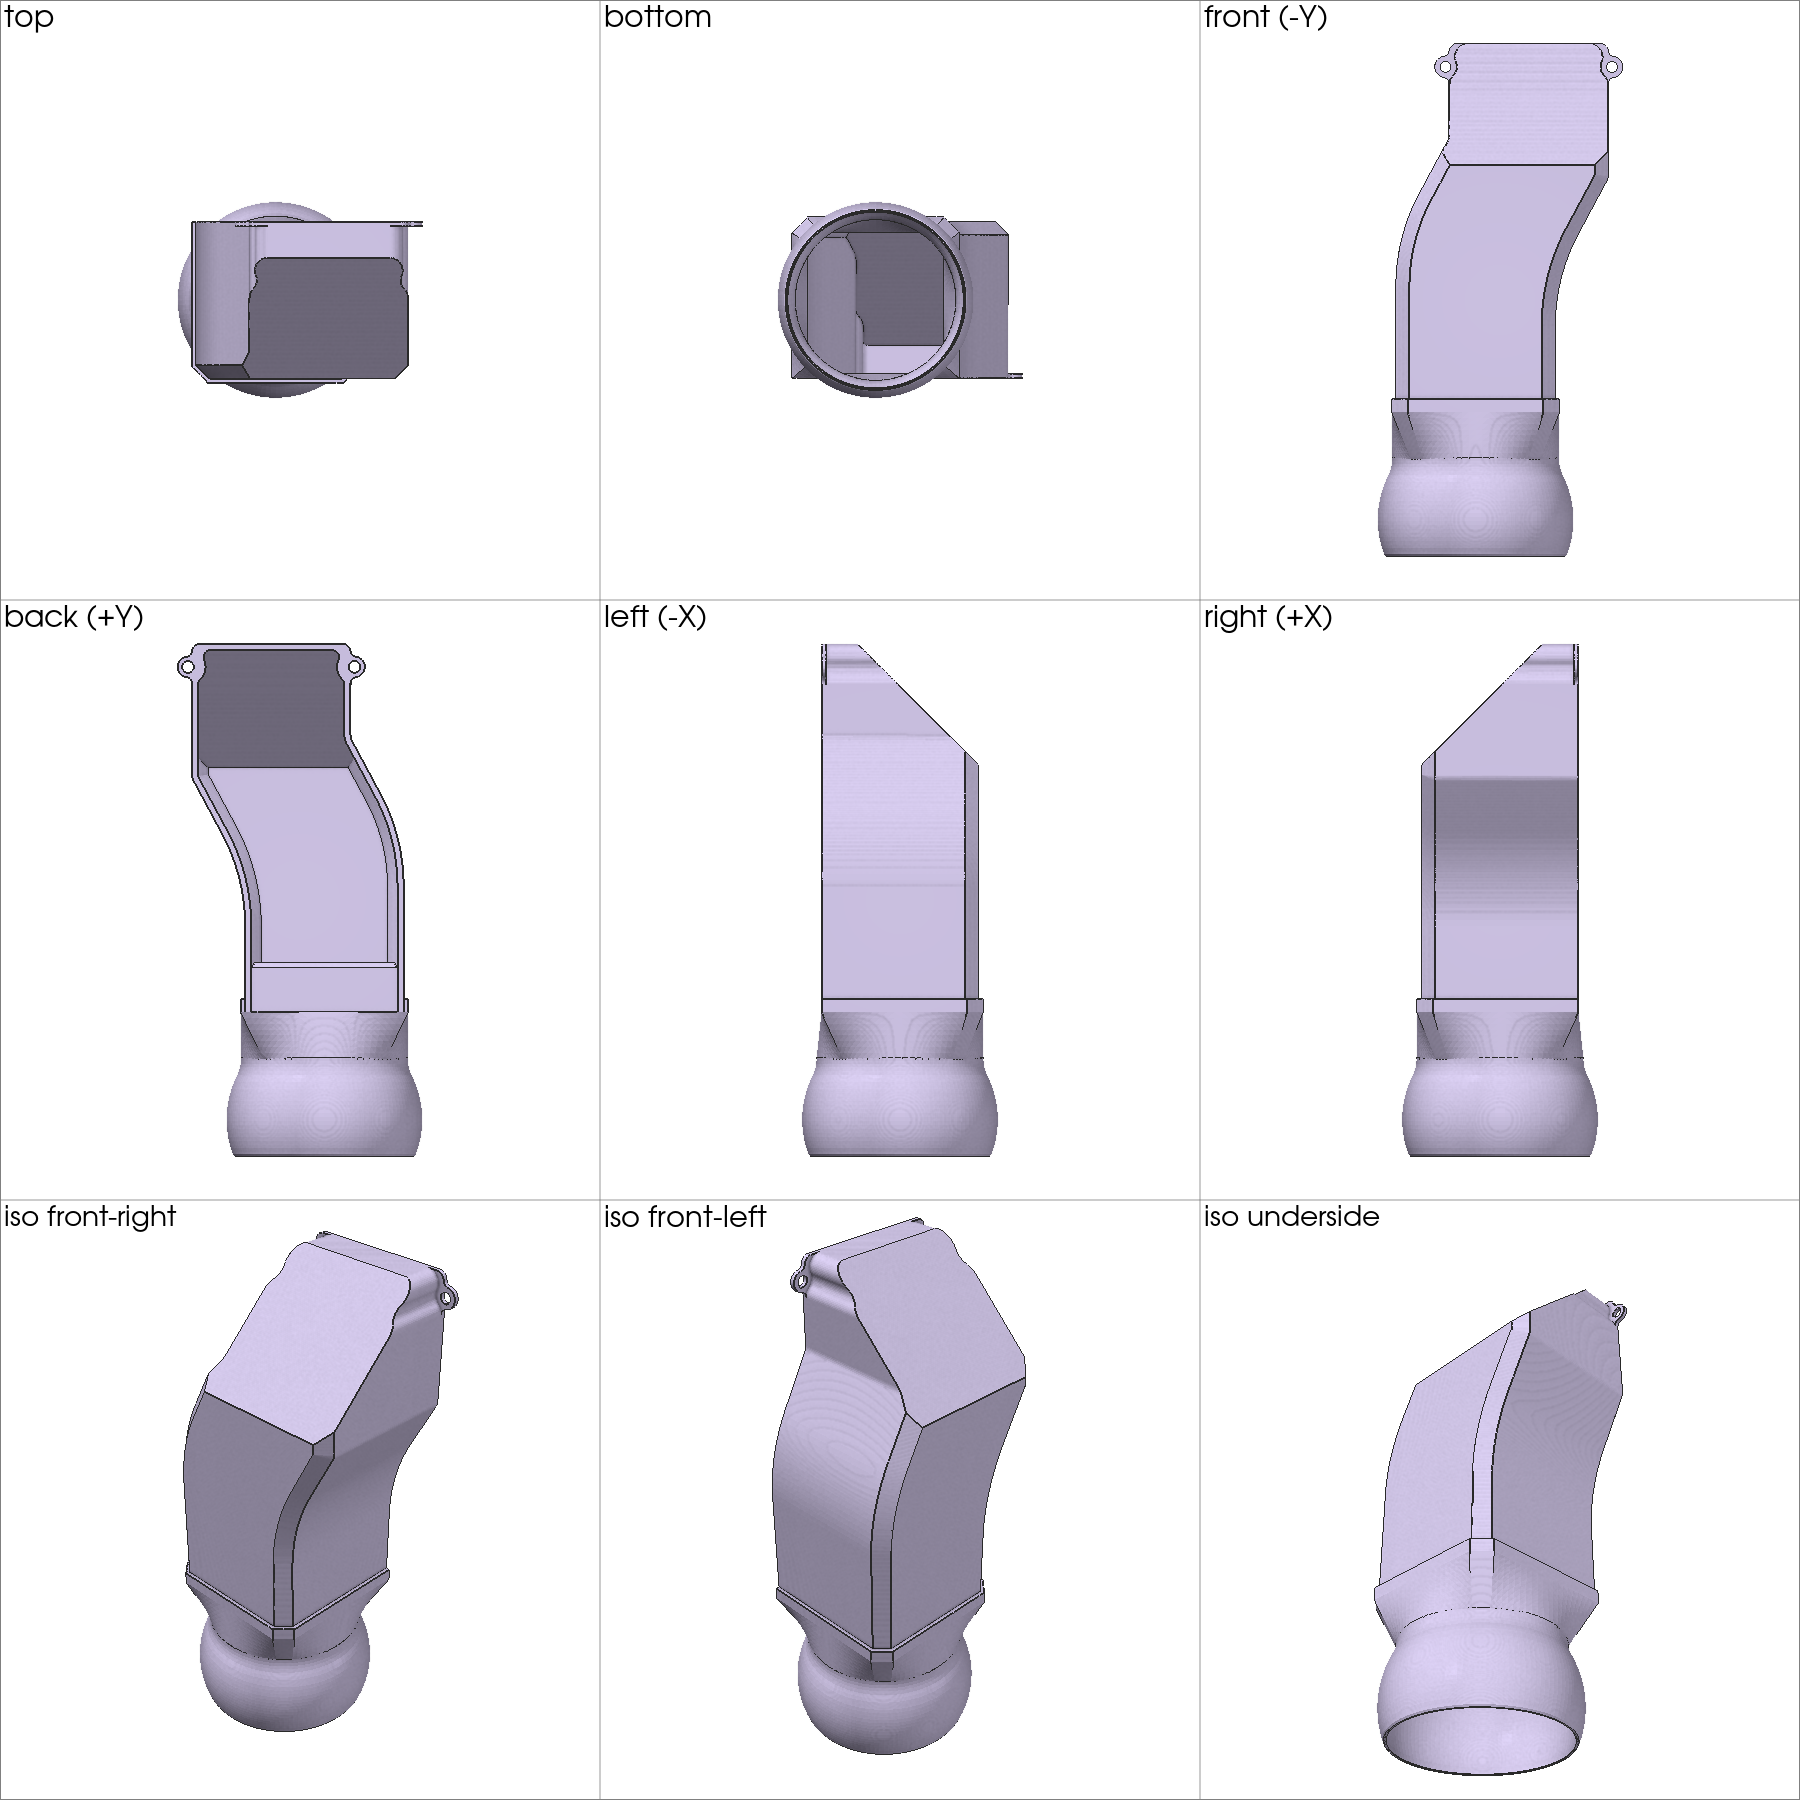 top
bottom
front (-Y)
back (+Y)
left (-X)
right (+X)
iso front-right
iso front-left
iso underside